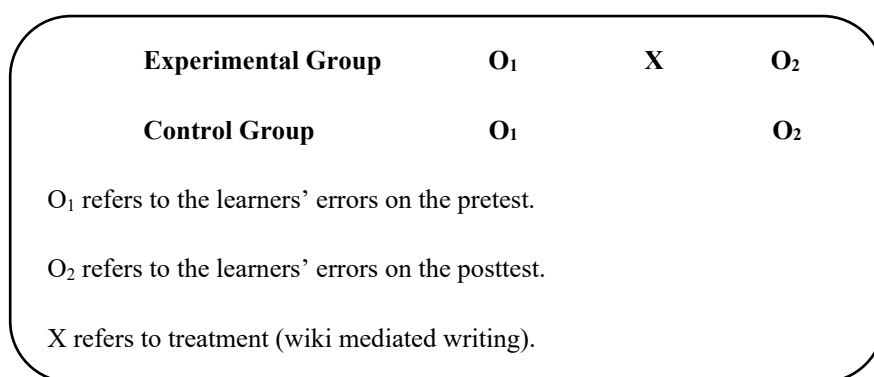 Experimental Group O₁ X O₂
Control Group O₁ O₂
O₁ refers to the learners’ errors on the pretest.
O₂ refers to the learners’ errors on the posttest.
X refers to treatment (wiki mediated writing).